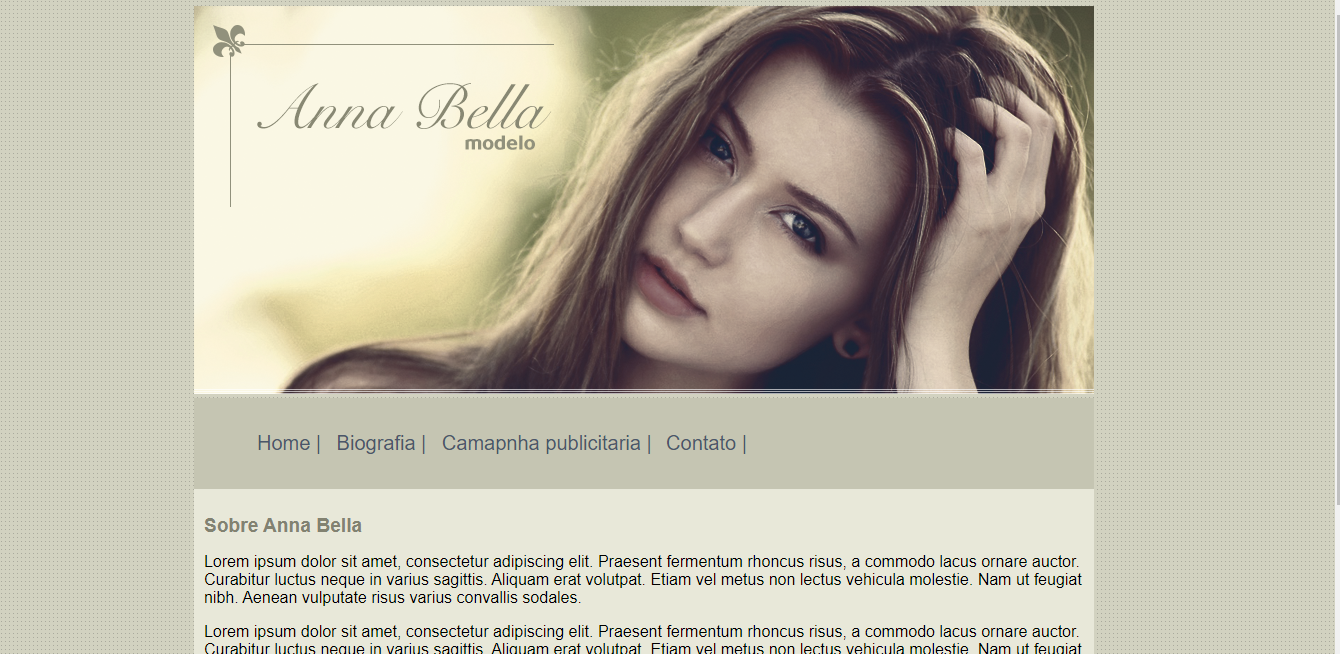 Anna Bella
modelo
Home | Biografia | Camapnha publicitaria | Contato |
Sobre Anna Bella
Lorem ipsum dolor sit amet, consectetur adipiscing elit. Praesent fermentum rhoncus risus, a commodo lacus ornare auctor.
Curabitur luctus neque in varius sagittis. Aliquam erat volutpat. Etiam vel metus non lectus vehicula molestie. Nam ut feugiat
nibh. Aenean vulputate risus varius convallis sodales.
Lorem ipsum dolor sit amet, consectetur adipiscing elit. Praesent fermentum rhoncus risus, a commodo lacus ornare auctor.
Curabitur luctus neque in varius sagittis. Aliquam erat volutpat. Etiam vel metus non lectus vehicula molestie. Nam ut feugiat